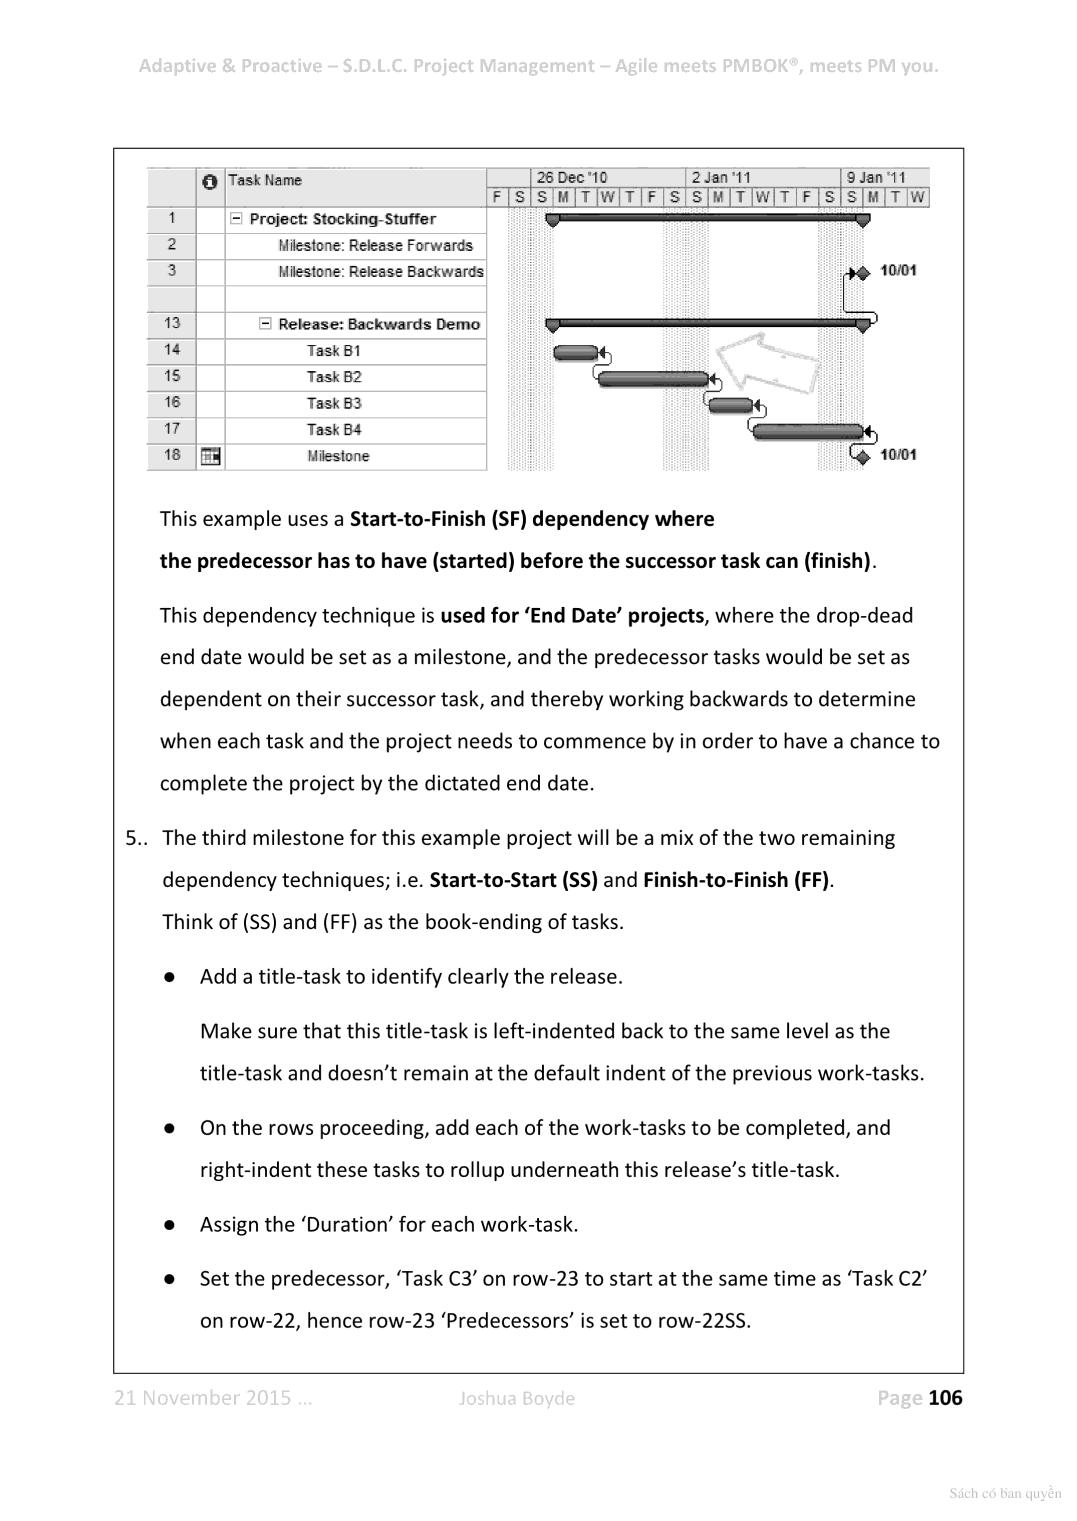 Adaptive & Proactive – S.D.L.C. Project Management – Agile meets PMBOK®, meets PM you.
Task Name
26 Dec '10 2 Jan '11 9 Jan '11
F S S M T W T F S S M T W T F S S M T W
1 Project: Stocking-Stuffer
2 Milestone: Release Forwards
3 Milestone: Release Backwards 10/01
13 Release: Backwards Demo
14 Task B1
15 Task B2
16 Task B3
17 Task B4
18 Milestone 10/01
This example uses a Start-to-Finish (SF) dependency where
the predecessor has to have (started) before the successor task can (finish).
This dependency technique is used for ‘End Date’ projects, where the drop-dead
end date would be set as a milestone, and the predecessor tasks would be set as
dependent on their successor task, and thereby working backwards to determine
when each task and the project needs to commence by in order to have a chance to
complete the project by the dictated end date.
5.. The third milestone for this example project will be a mix of the two remaining
dependency techniques; i.e. Start-to-Start (SS) and Finish-to-Finish (FF).
Think of (SS) and (FF) as the book-ending of tasks.
● Add a title-task to identify clearly the release.
Make sure that this title-task is left-indented back to the same level as the
title-task and doesn’t remain at the default indent of the previous work-tasks.
● On the rows proceeding, add each of the work-tasks to be completed, and
right-indent these tasks to rollup underneath this release’s title-task.
● Assign the ‘Duration’ for each work-task.
● Set the predecessor, ‘Task C3’ on row-23 to start at the same time as ‘Task C2’
on row-22, hence row-23 ‘Predecessors’ is set to row-22SS.
21 November 2015 ... Joshua Boyde Page 106
Sách có bản quyền